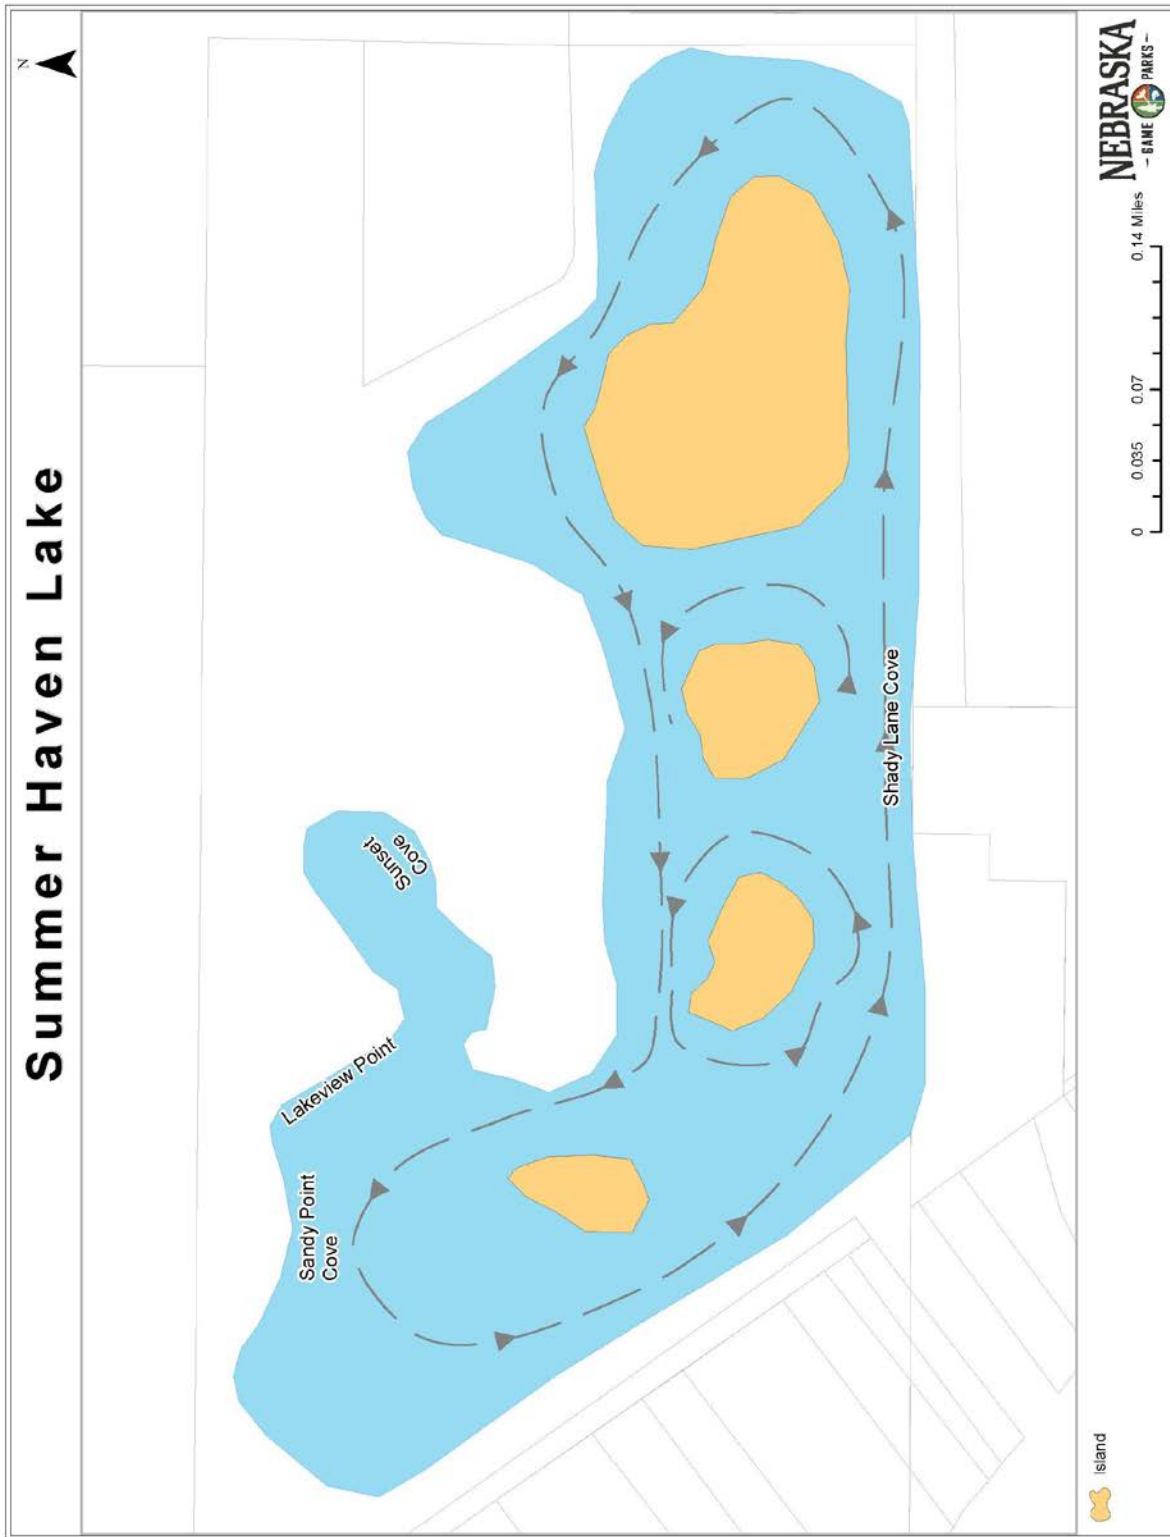 Summer Haven Lake
N
Sunset
Cove
Lakeview Point
Sandy Point
Cove
Shady Lane Cove
Island
0 0.035 0.07 0.14 Miles
NEBRASKA
- GAME PARKS -